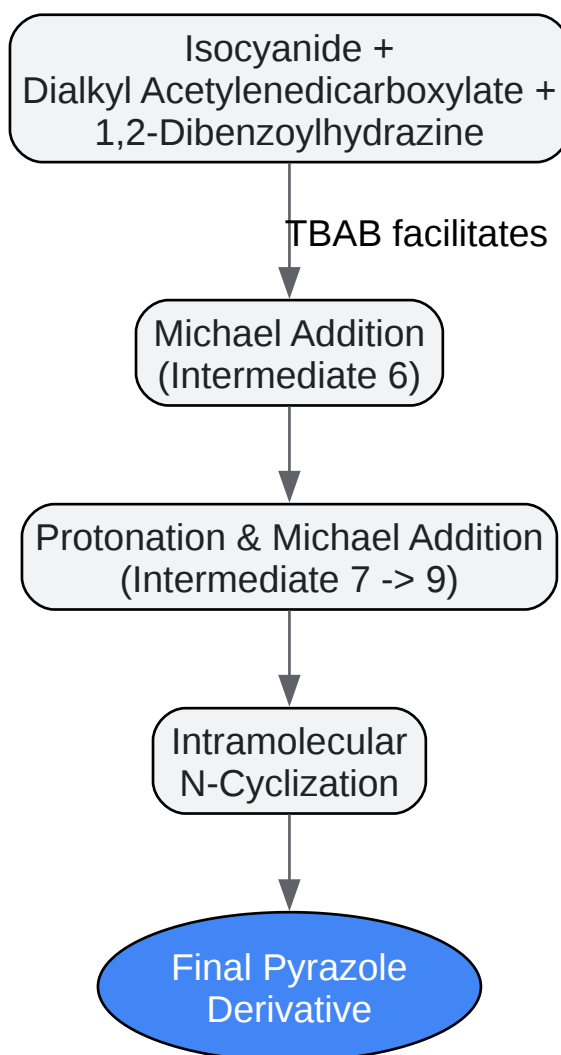 Isocyanide +
Dialkyl Acetylenedicarboxylate +
1,2-Dibenzoylhydrazine
TBAB facilitates
Michael Addition
(Intermediate 6)
Protonation & Michael Addition
(Intermediate 7 -> 9)
Intramolecular
N-Cyclization
Final Pyrazole
Derivative